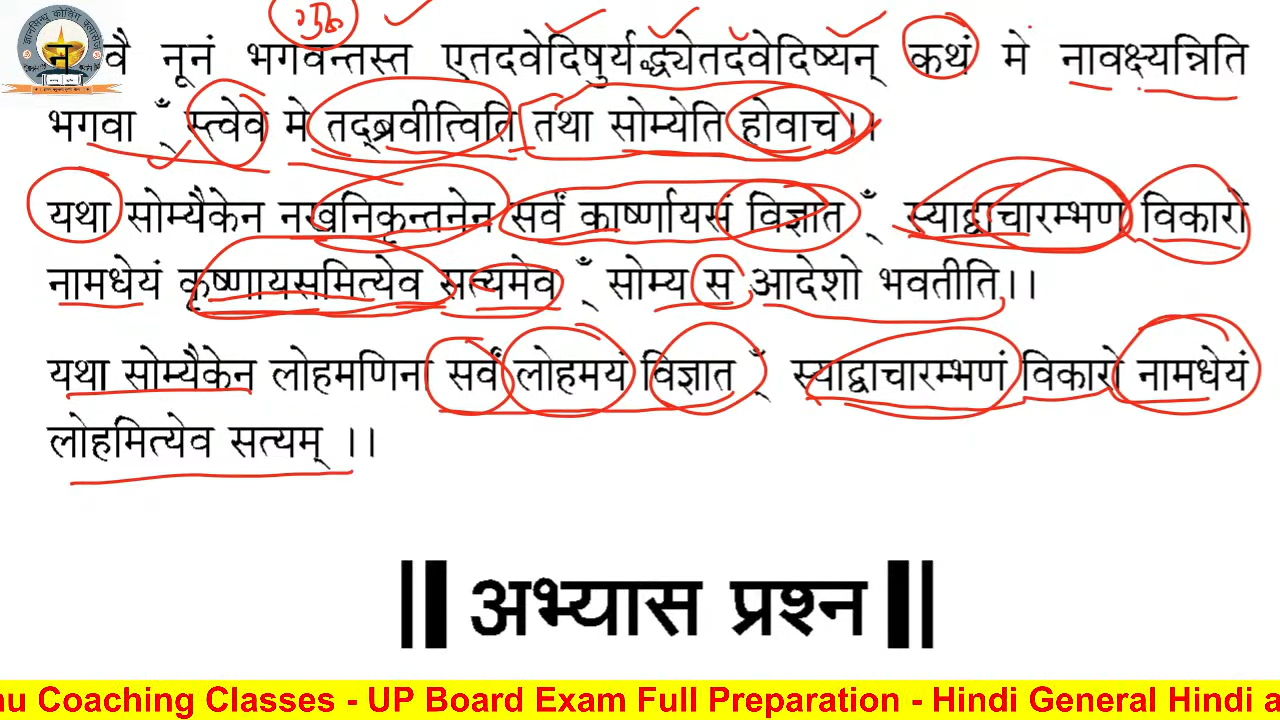 गुरु
न वै नूनं भगवन्तस्त एतदवेदिषुर्यद्ध्येतदवेदिष्यन् कथं मे नावक्ष्यन्निति
भगवाँ्स्त्वेव मे तद्ब्रवीत्विति तथा सोम्येति होवाच।।
यथा सोम्यैकेन नखनिकृन्तनेन सर्वं कार्ष्णायसं विज्ञातँ् स्याद्वाचारम्भणं विकारो
नामधेयं कृष्णायसमित्येव सत्यमेवँ् सोम्य स आदेशो भवतीति।।
यथा सोम्यैकेन लोहमणिना सर्वं लोहमयं विज्ञातँ् स्याद्वाचारम्भणं विकारो नामधेयं
लोहमित्येव सत्यम् ।।
||अभ्यास प्रश्न||
nu Coaching Classes - UP Board Exam Full Preparation - Hindi General Hindi a